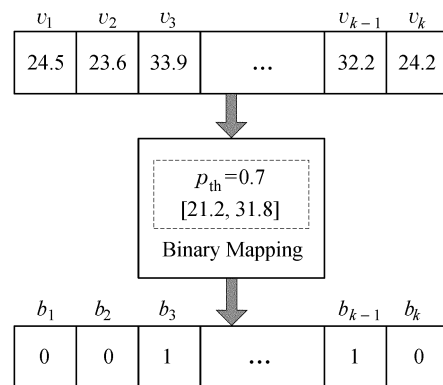 v1 v2 v3 vk−1 vk
24.5 23.6 33.9 ... 32.2 24.2
pth=0.7
[21.2, 31.8]
Binary Mapping
b1 b2 b3 bk−1 bk
0 0 1 ... 1 0